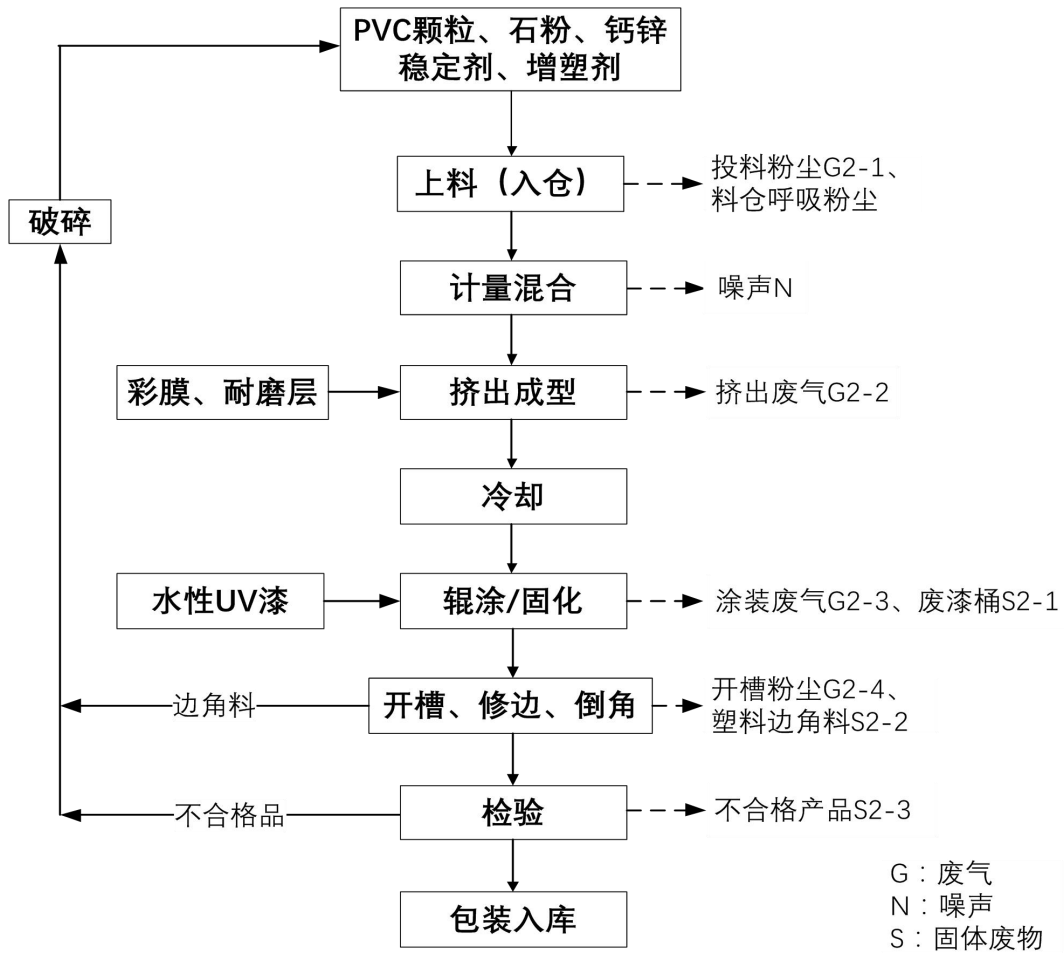 PVC颗粒、石粉、钙锌
稳定剂、增塑剂
上料（入仓）
投料粉尘G2-1、
料仓呼吸粉尘
破碎
计量混合
噪声N
彩膜、耐磨层
挤出成型
挤出废气G2-2
冷却
水性UV漆
辊涂/固化
涂装废气G2-3、废漆桶S2-1
边角料
开槽、修边、倒角
开槽粉尘G2-4、
塑料边角料S2-2
不合格品
检验
不合格产品S2-3
包装入库
G：废气
N：噪声
S：固体废物